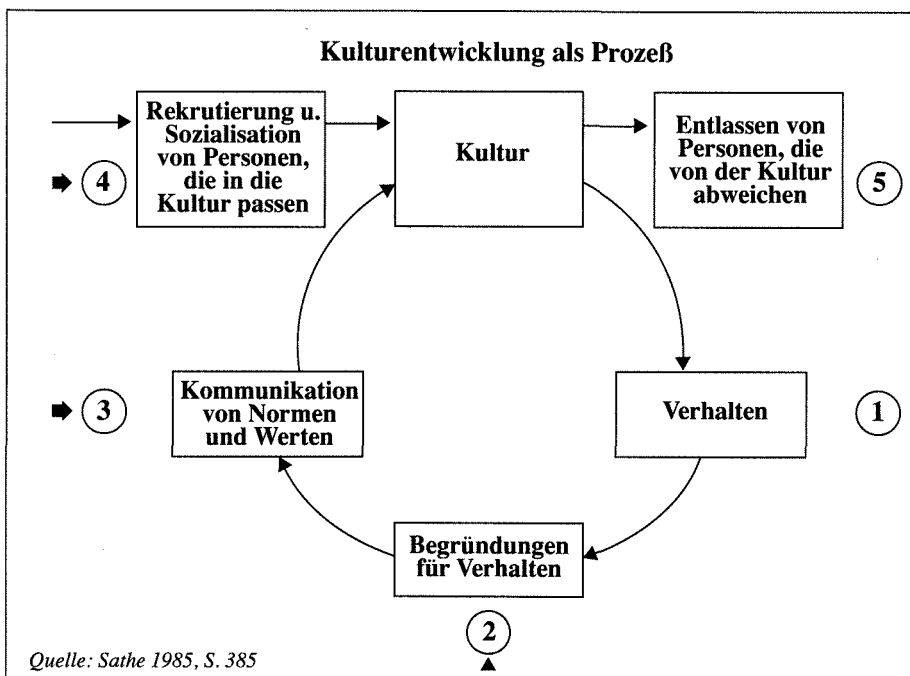 Kulturentwicklung als Prozeß
Rekrutierung u.
Sozialisation
von Personen,
die in die
Kultur passen
4
Kultur
Entlassen von
Personen, die
von der Kultur
abweichen
5
Kommunikation
von Normen
und Werten
3
Verhalten
1
Begründungen
für Verhalten
2
Quelle: Sathe 1985, S. 385